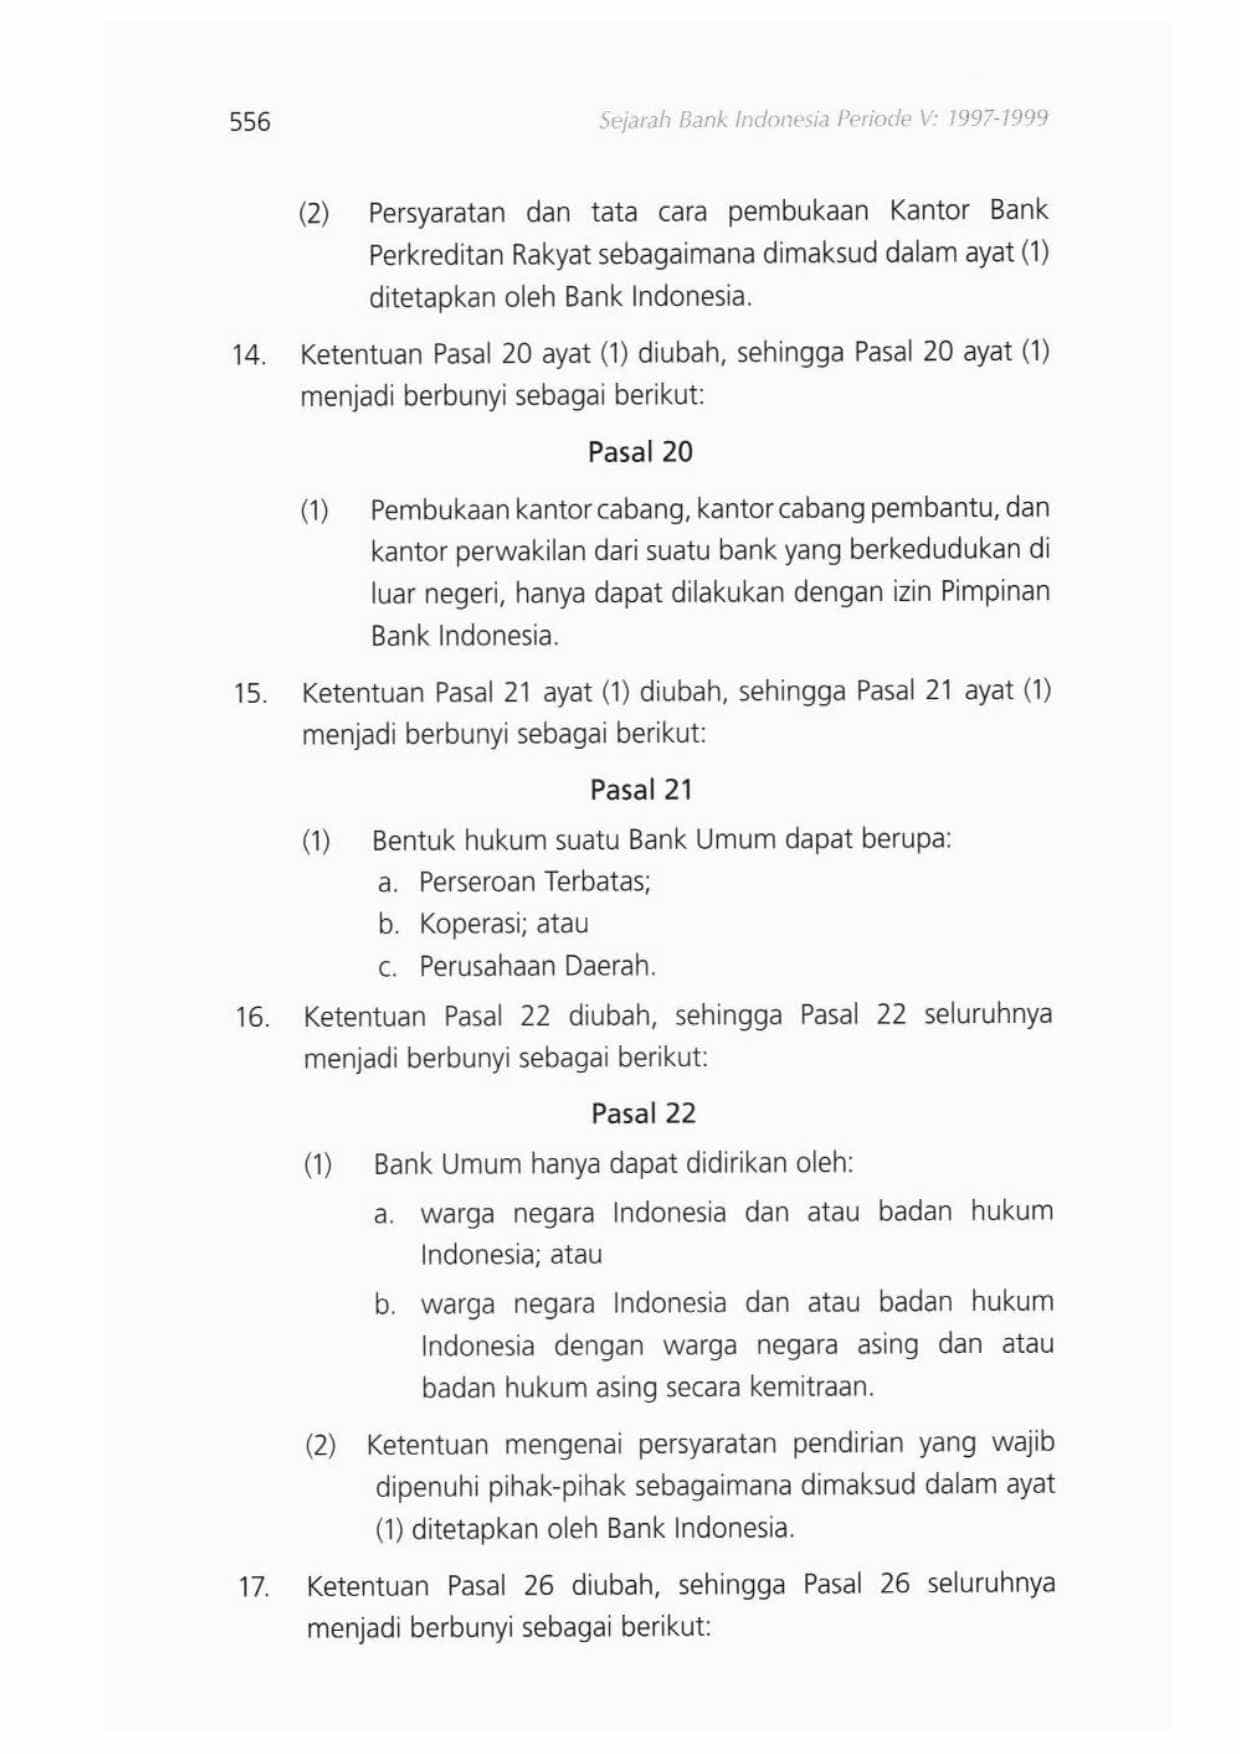 556
Sejarah Bank Indonesia Periode V: 1997-1999
(2) Persyaratan dan tata cara pembukaan Kantor Bank
Perkreditan Rakyat sebagaimana dimaksud dalam ayat (1)
ditetapkan oleh Bank Indonesia.
14. Ketentuan Pasal 20 ayat (1) diubah, sehingga Pasal 20 ayat (1)
menjadi berbunyi sebagai berikut:
Pasal 20
(1) Pembukaan kantor cabang, kantor cabang pembantu, dan
kantor perwakilan dari suatu bank yang berkedudukan di
luar negeri, hanya dapat dilakukan dengan izin Pimpinan
Bank Indonesia.
15. Ketentuan Pasal 21 ayat (1) diubah, sehingga Pasal 21 ayat (1)
menjadi berbunyi sebagai berikut:
Pasal 21
(1) Bentuk hukum suatu Bank Umum dapat berupa:
a. Perseroan Terbatas;
b. Koperasi; atau
c. Perusahaan Daerah.
16. Ketentuan Pasal 22 diubah, sehingga Pasal 22 seluruhnya
menjadi berbunyi sebagai berikut:
Pasal 22
(1) Bank Umum hanya dapat didirikan oleh:
a. warga negara Indonesia dan atau badan hukum
Indonesia; atau
b. warga negara Indonesia dan atau badan hukum
Indonesia dengan warga negara asing dan atau
badan hukum asing secara kemitraan.
(2) Ketentuan mengenai persyaratan pendirian yang wajib
dipenuhi pihak-pihak sebagaimana dimaksud dalam ayat
(1) ditetapkan oleh Bank Indonesia.
17. Ketentuan Pasal 26 diubah, sehingga Pasal 26 seluruhnya
menjadi berbunyi sebagai berikut: